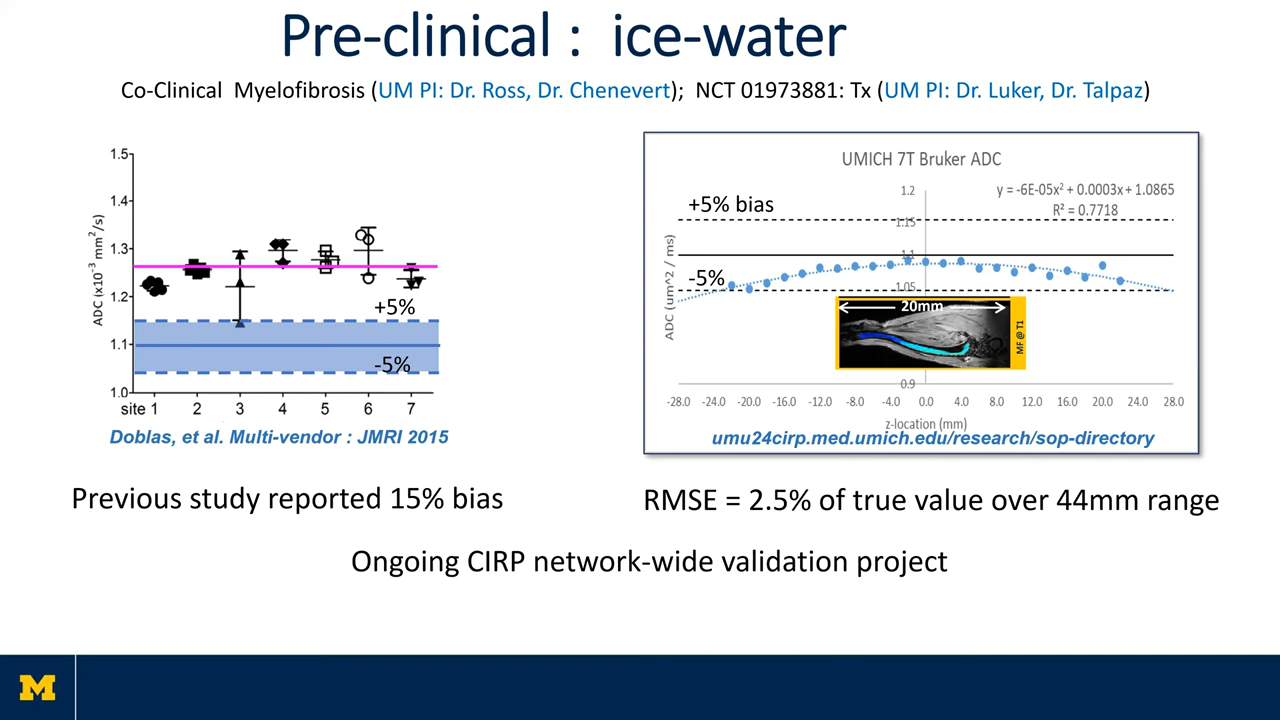 Pre-clinical : ice-water
Co-Clinical Myelofibrosis (UM PI: Dr. Ross, Dr. Chenevert); NCT 01973881: Tx (UM PI: Dr. Luker, Dr. Talpaz)
1.5
1.4
1.3
1.2
1.1
1.0
ADC (x10⁻³ mm²/s)
+5%
-5%
site 1 2 3 4 5 6 7
Doblas, et al. Multi-vendor : JMRI 2015
UMICH 7T Bruker ADC
y = -6E-05x² + 0.0003x + 1.0865
R² = 0.7718
+5% bias
-5%
1.2
1.15
1.1
1.05
0.9
ADC (um^2 / ms)
20mm
MF @ T1
-28.0 -24.0 -20.0 -16.0 -12.0 -8.0 -4.0 0.0 4.0 8.0 12.0 16.0 20.0 24.0 28.0
z-location (mm)
umu24cirp.med.umich.edu/research/sop-directory
Previous study reported 15% bias
RMSE = 2.5% of true value over 44mm range
Ongoing CIRP network-wide validation project
M